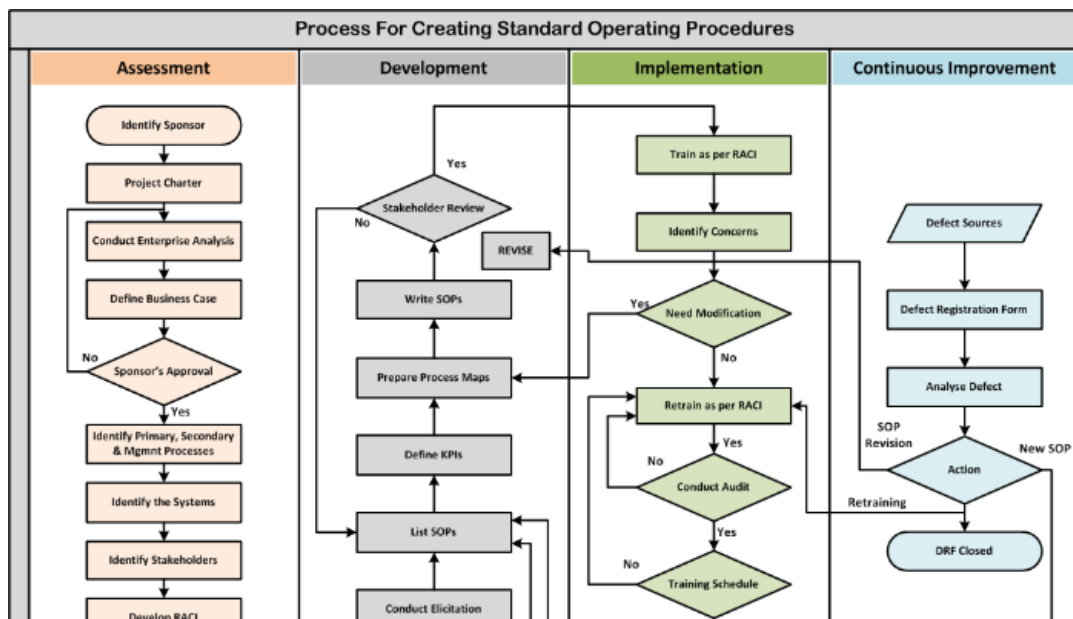 Process For Creating Standard Operating Procedures
Assessment
Development
Implementation
Continuous Improvement
Identify Sponsor
Project Charter
Conduct Enterprise Analysis
Define Business Case
No
Sponsor's Approval
Yes
Identify Primary, Secondary
& Mgmnt Processes
Identify the Systems
Identify Stakeholders
Develop RACI
Yes
Stakeholder Review
No
REVISE
Write SOPs
Prepare Process Maps
Define KPIs
List SOPs
Conduct Elicitation
Train as per RACI
Identify Concerns
Yes
Need Modification
No
Retrain as per RACI
Yes
No
Conduct Audit
Yes
No
Training Schedule
Defect Sources
Defect Registration Form
Analyse Defect
SOP
Revision
New SOP
Action
Retraining
DRF Closed